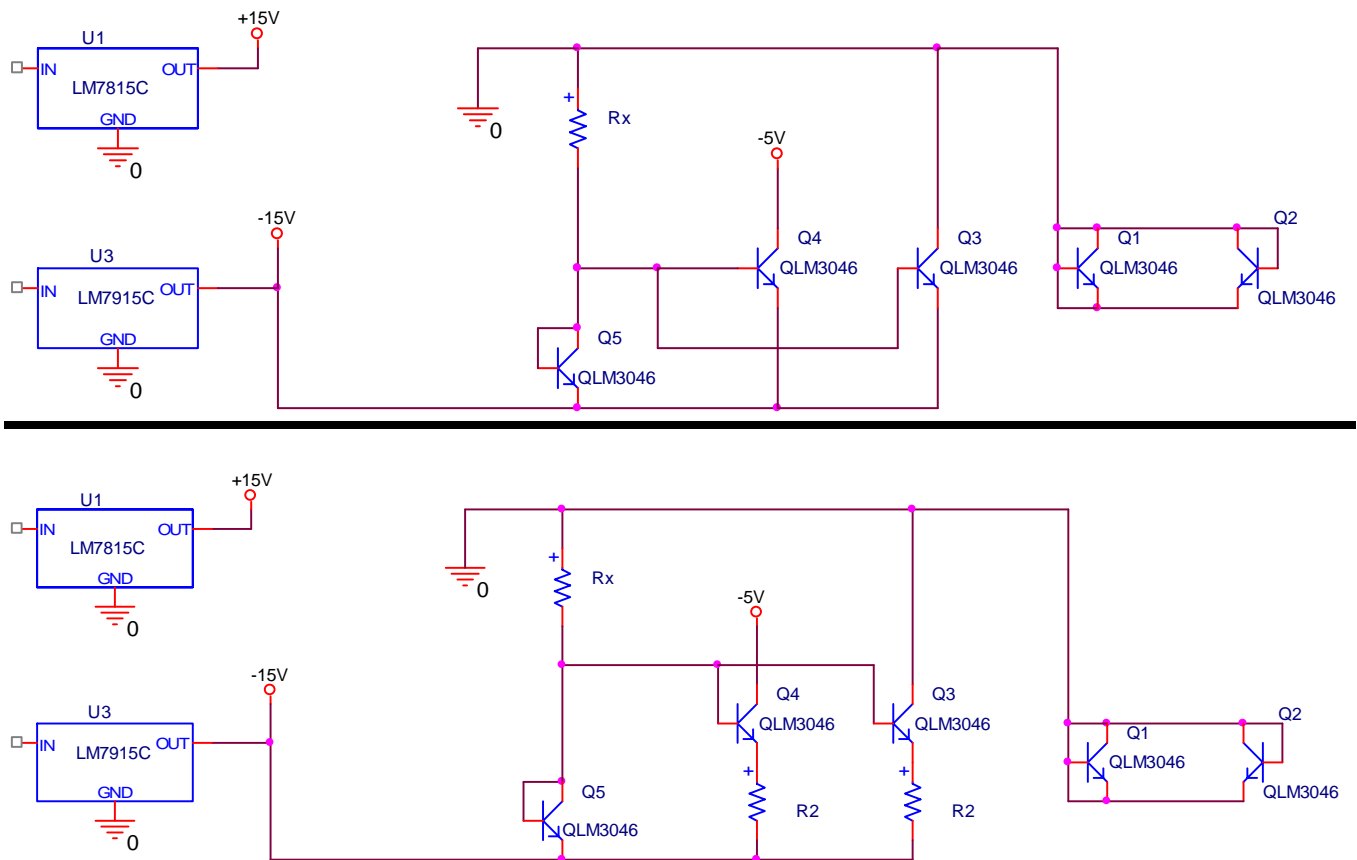 +15V
U1
IN
OUT
LM7815C
GND
0
-15V
U3
IN
OUT
LM7915C
GND
0
0
+
Rx
-5V
Q4
QLM3046
Q3
QLM3046
Q5
QLM3046
Q1
QLM3046
Q2
QLM3046
+15V
U1
IN
OUT
LM7815C
GND
0
-15V
U3
IN
OUT
LM7915C
GND
0
0
+
Rx
-5V
Q4
QLM3046
Q3
QLM3046
+
R2
+
R2
Q5
QLM3046
Q1
QLM3046
Q2
QLM3046